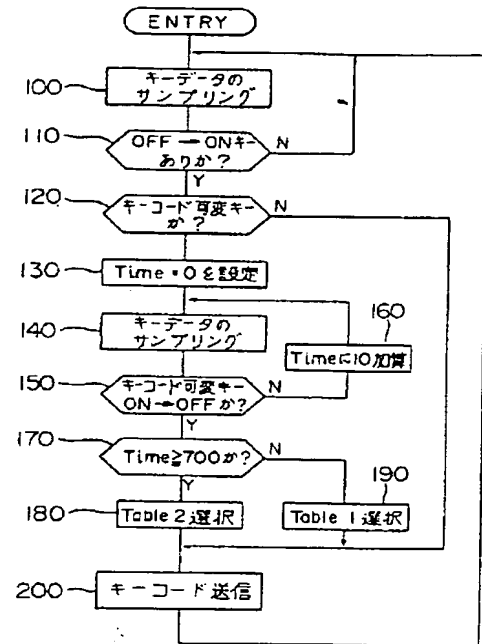 ENTRY
100
キーデータの
サンプリング
110
OFF→ONキー
ありか?
N
Y
120
キーコード可変キー
か?
N
130
Time=0を設定
140
キーデータの
サンプリング
160
Timeに10加算
150
キーコード可変キー
ON→OFFか?
N
Y
170
Time≧700か?
N
Y
180
Table 2 選択
190
Table 1 選択
200
キーコード送信